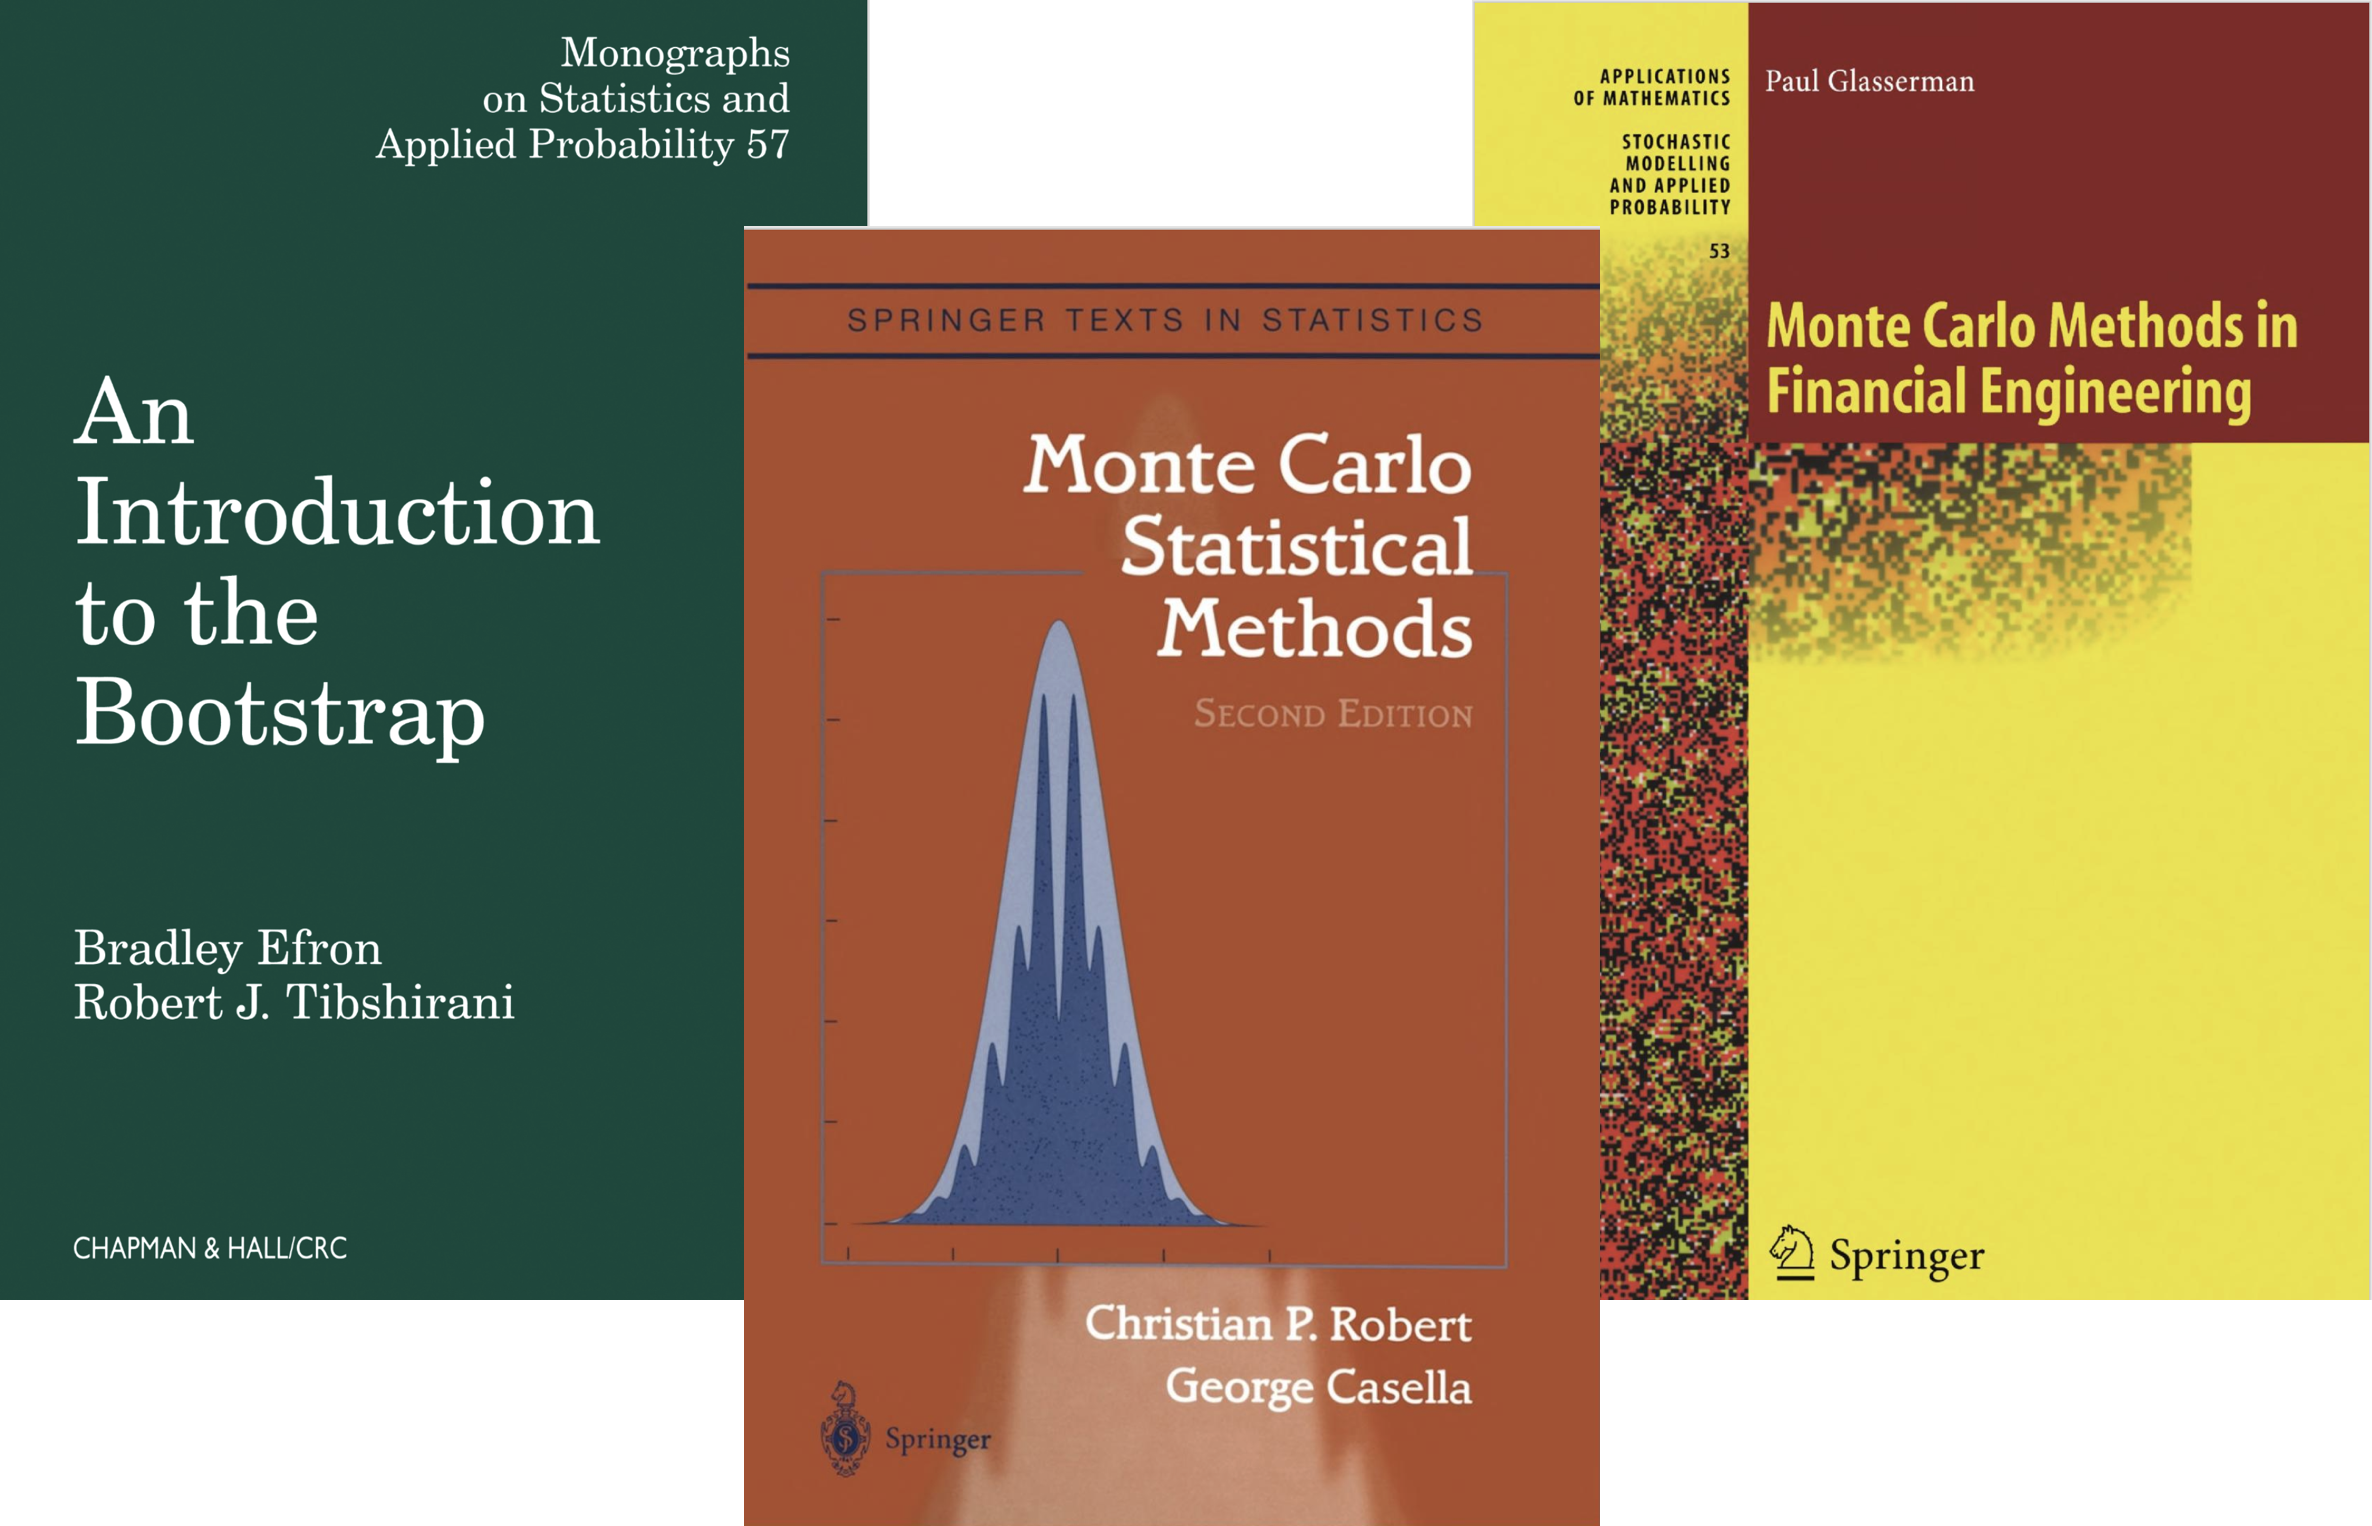 Monographs
on Statistics and
Applied Probability 57
An
Introduction
to the
Bootstrap
Bradley Efron
Robert J. Tibshirani
CHAPMAN & HALL/CRC
SPRINGER TEXTS IN STATISTICS
Monte Carlo
Statistical
Methods
SECOND EDITION
Christian P. Robert
George Casella
Springer
APPLICATIONS
OF MATHEMATICS
STOCHASTIC
MODELLING
AND APPLIED
PROBABILITY
53
Paul Glasserman
Monte Carlo Methods in
Financial Engineering
Springer